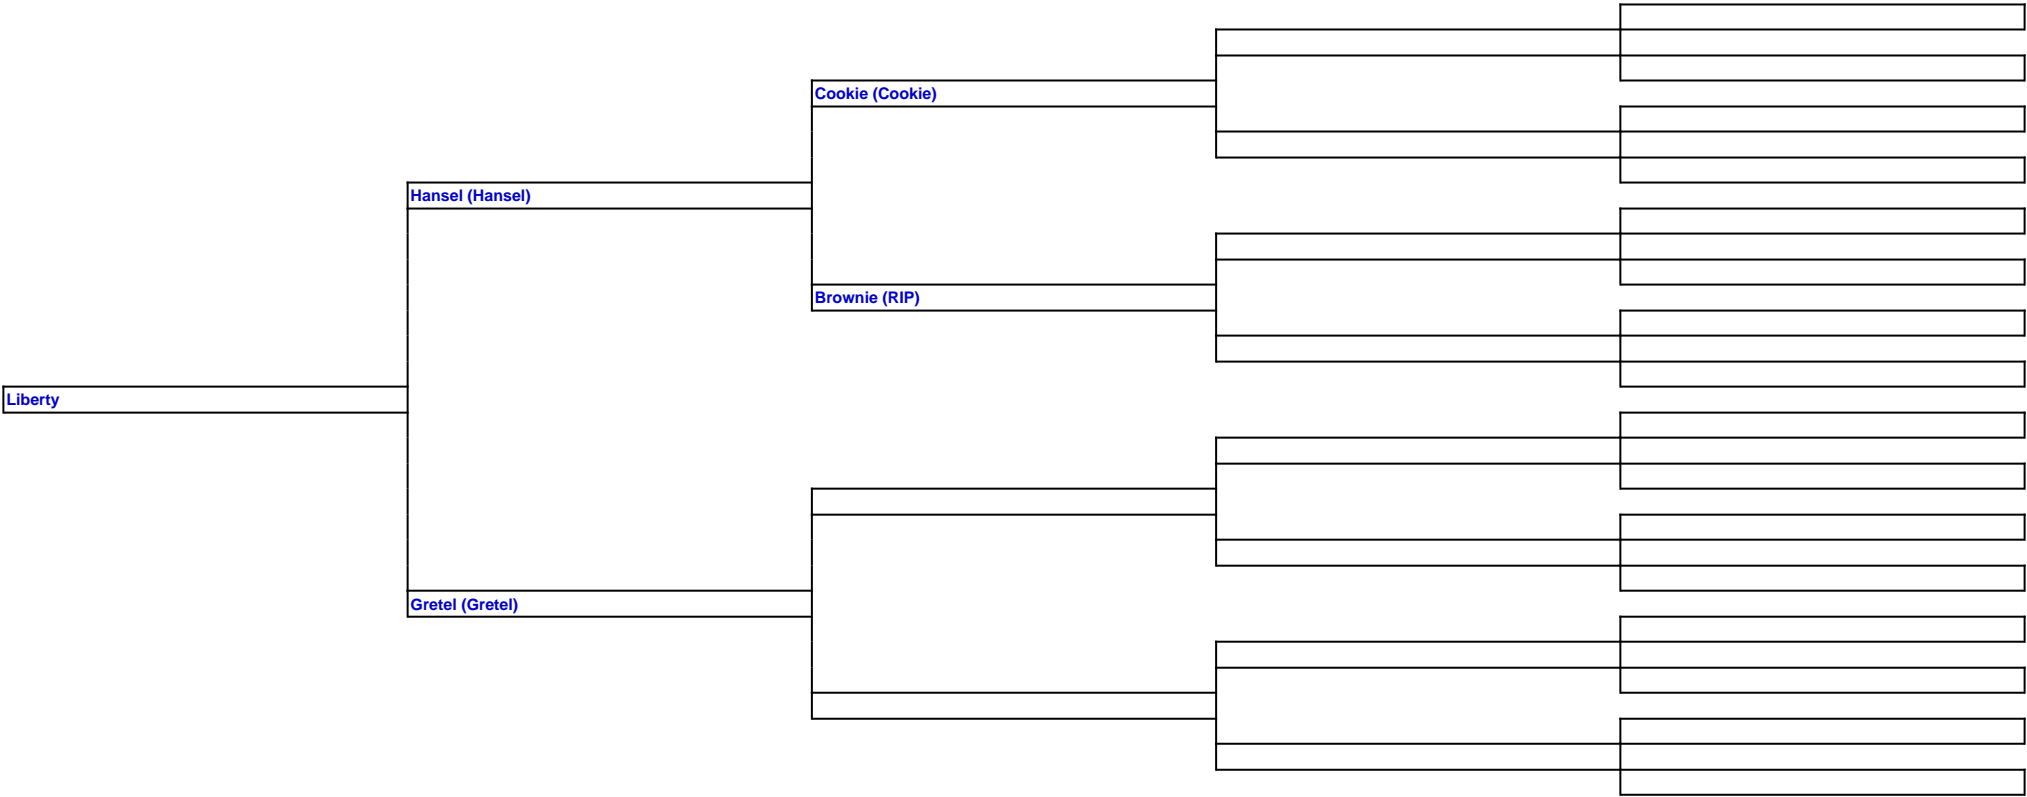 Cookie (Cookie)
Hansel (Hansel)
Brownie (RIP)
Liberty
Gretel (Gretel)